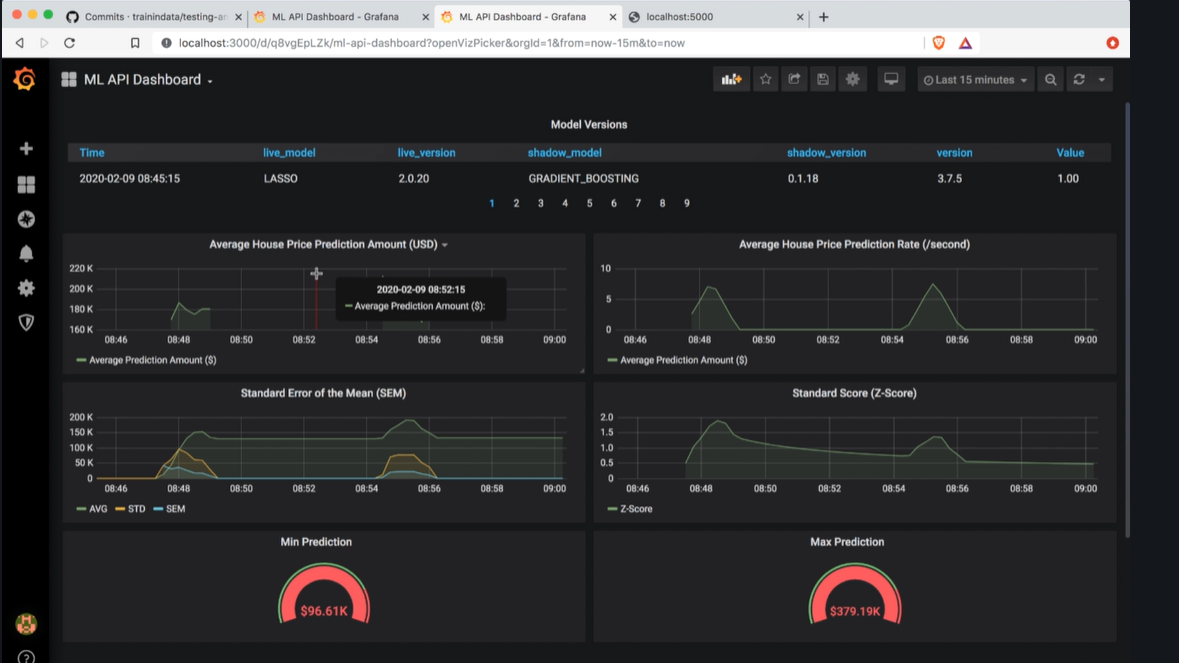 Commits · trainindata/testing-an
ML API Dashboard - Grafana
ML API Dashboard - Grafana
localhost:5000
localhost:3000/d/q8vgEpLZk/ml-api-dashboard?openVizPicker&orgId=1&from=now-15m&to=now
ML API Dashboard
Last 15 minutes
Model Versions
Time live_model live_version shadow_model shadow_version version Value
2020-02-09 08:45:15 LASSO 2.0.20 GRADIENT_BOOSTING 0.1.18 3.7.5 1.00
1 2 3 4 5 6 7 8 9
Average House Price Prediction Amount (USD)
220 K
200 K
180 K
160 K
08:46 08:48 08:50 08:52 08:54 08:56 08:58 09:00
2020-02-09 08:52:15
Average Prediction Amount ($):
Average Prediction Amount ($)
Average House Price Prediction Rate (/second)
10
5
0
08:46 08:48 08:50 08:52 08:54 08:56 08:58 09:00
Average Prediction Amount ($)
Standard Error of the Mean (SEM)
200 K
150 K
100 K
50 K
0
08:46 08:48 08:50 08:52 08:54 08:56 08:58 09:00
AVG STD SEM
Standard Score (Z-Score)
2.0
1.5
1.0
0.5
0
08:46 08:48 08:50 08:52 08:54 08:56 08:58 09:00
Z-Score
Min Prediction
$96.61K
Max Prediction
$379.19K